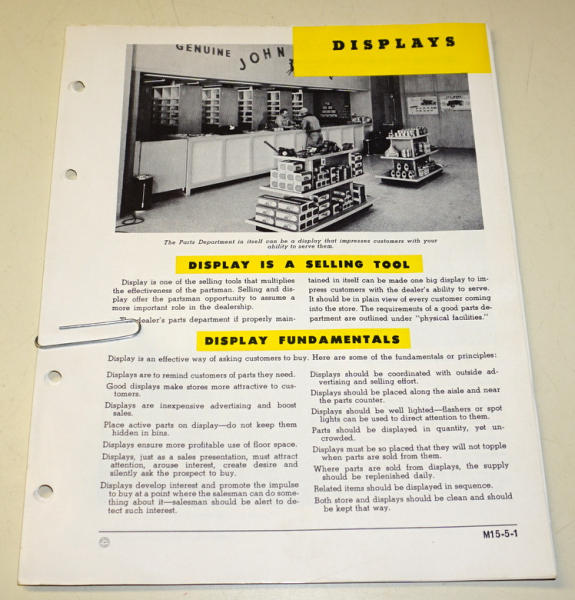 DISPLAYS
GENUINE JOHN
The Parts Department in itself can be a display that impresses customers with your
ability to serve them.
DISPLAY IS A SELLING TOOL
Display is one of the selling tools that multiplies
the effectiveness of the partsman. Selling and dis-
play offer the partsman opportunity to assume a
more important role in the dealership.
dealer's parts department if properly main-
tained in itself can be made one big display to im-
press customers with the dealer's ability to serve.
It should be in plain view of every customer coming
into the store. The requirements of a good parts de-
partment are outlined under "physical facilities."
DISPLAY FUNDAMENTALS
Display is an effective way of asking customers to buy. Here are some of the fundamentals or principles:
Displays are to remind customers of parts they need.
Good displays make stores more attractive to cus-
tomers.
Displays are inexpensive advertising and boost
sales.
Place active parts on display—do not keep them
hidden in bins.
Displays ensure more profitable use of floor space.
Displays, just as a sales presentation, must attract
attention, arouse interest, create desire and
silently ask the prospect to buy.
Displays develop interest and promote the impulse
to buy at a point where the salesman can do some-
thing about it—salesman should be alert to de-
tect such interest.
Displays should be coordinated with outside ad-
vertising and selling effort.
Displays should be placed along the aisle and near
the parts counter.
Displays should be well lighted—flashers or spot
lights can be used to direct attention to them.
Parts should be displayed in quantity, yet un-
crowded.
Displays must be so placed that they will not topple
when parts are sold from them.
Where parts are sold from displays, the supply
should be replenished daily.
Related items should be displayed in sequence.
Both store and displays should be clean and should
be kept that way.
M15-5-1